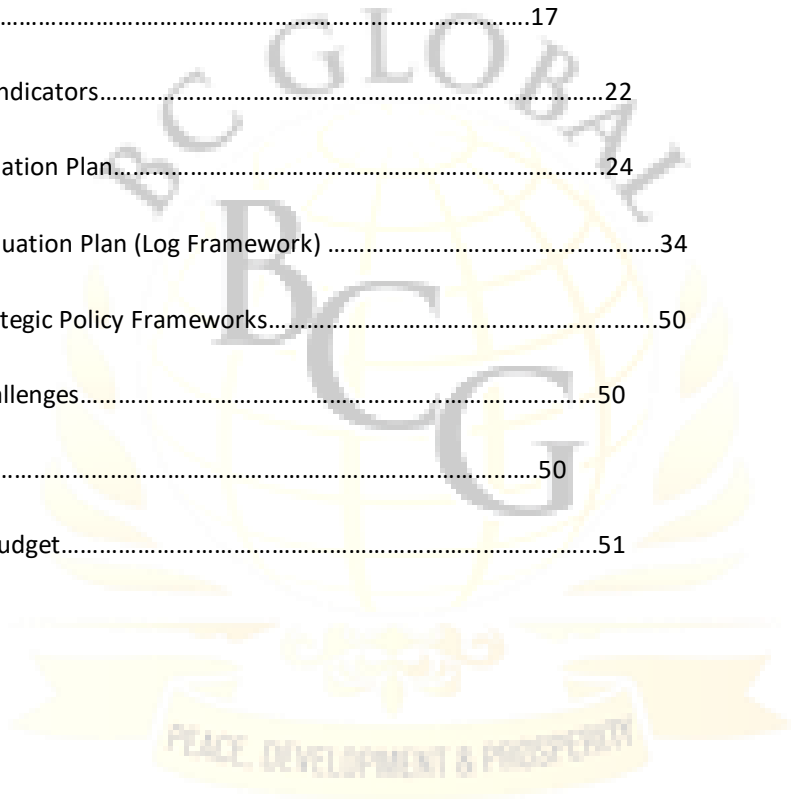 ...............................................................................17
ndicators...........................................................................22
ation Plan..........................................................................24
uation Plan (Log Framework) .................................................34
tegic Policy Frameworks.........................................................50
allenges............................................................................50
...............................................................................50
udget...............................................................................51
BC GLOBAL
BCG
PEACE, DEVELOPMENT & PROSPERITY